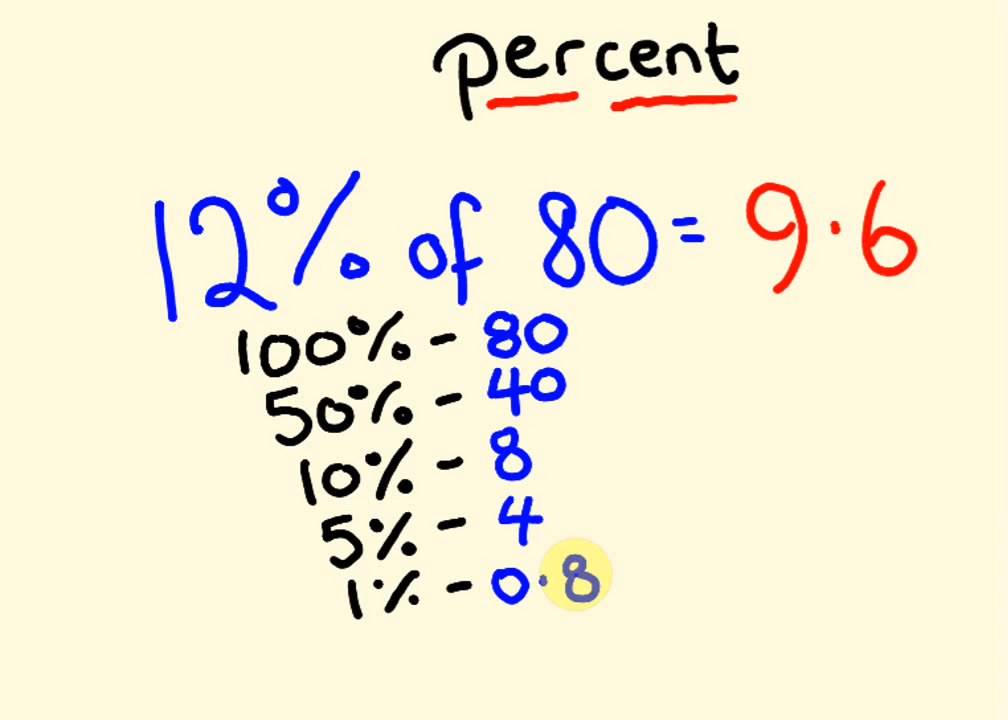 percent
12% of 80 = 9.6
100% - 80
50% - 40
10% - 8
5% - 4
1% - 0.8